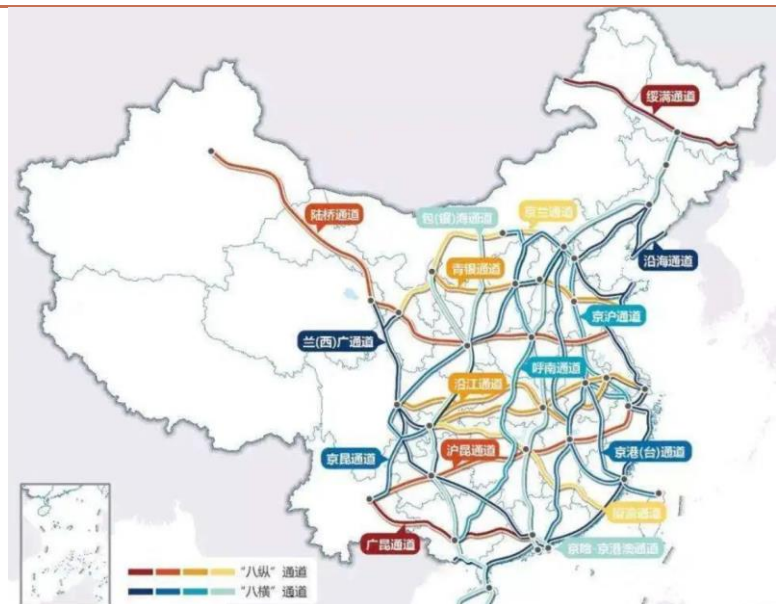 绥满通道
包(银)海通道
京兰通道
陆桥通道
沿海通道
青银通道
京沪通道
兰(西)广通道
呼南通道
沿江通道
京昆通道
沪昆通道
京港(台)通道
厦渝通道
广昆通道
京哈·京港澳通道
“八纵”通道
“八横”通道